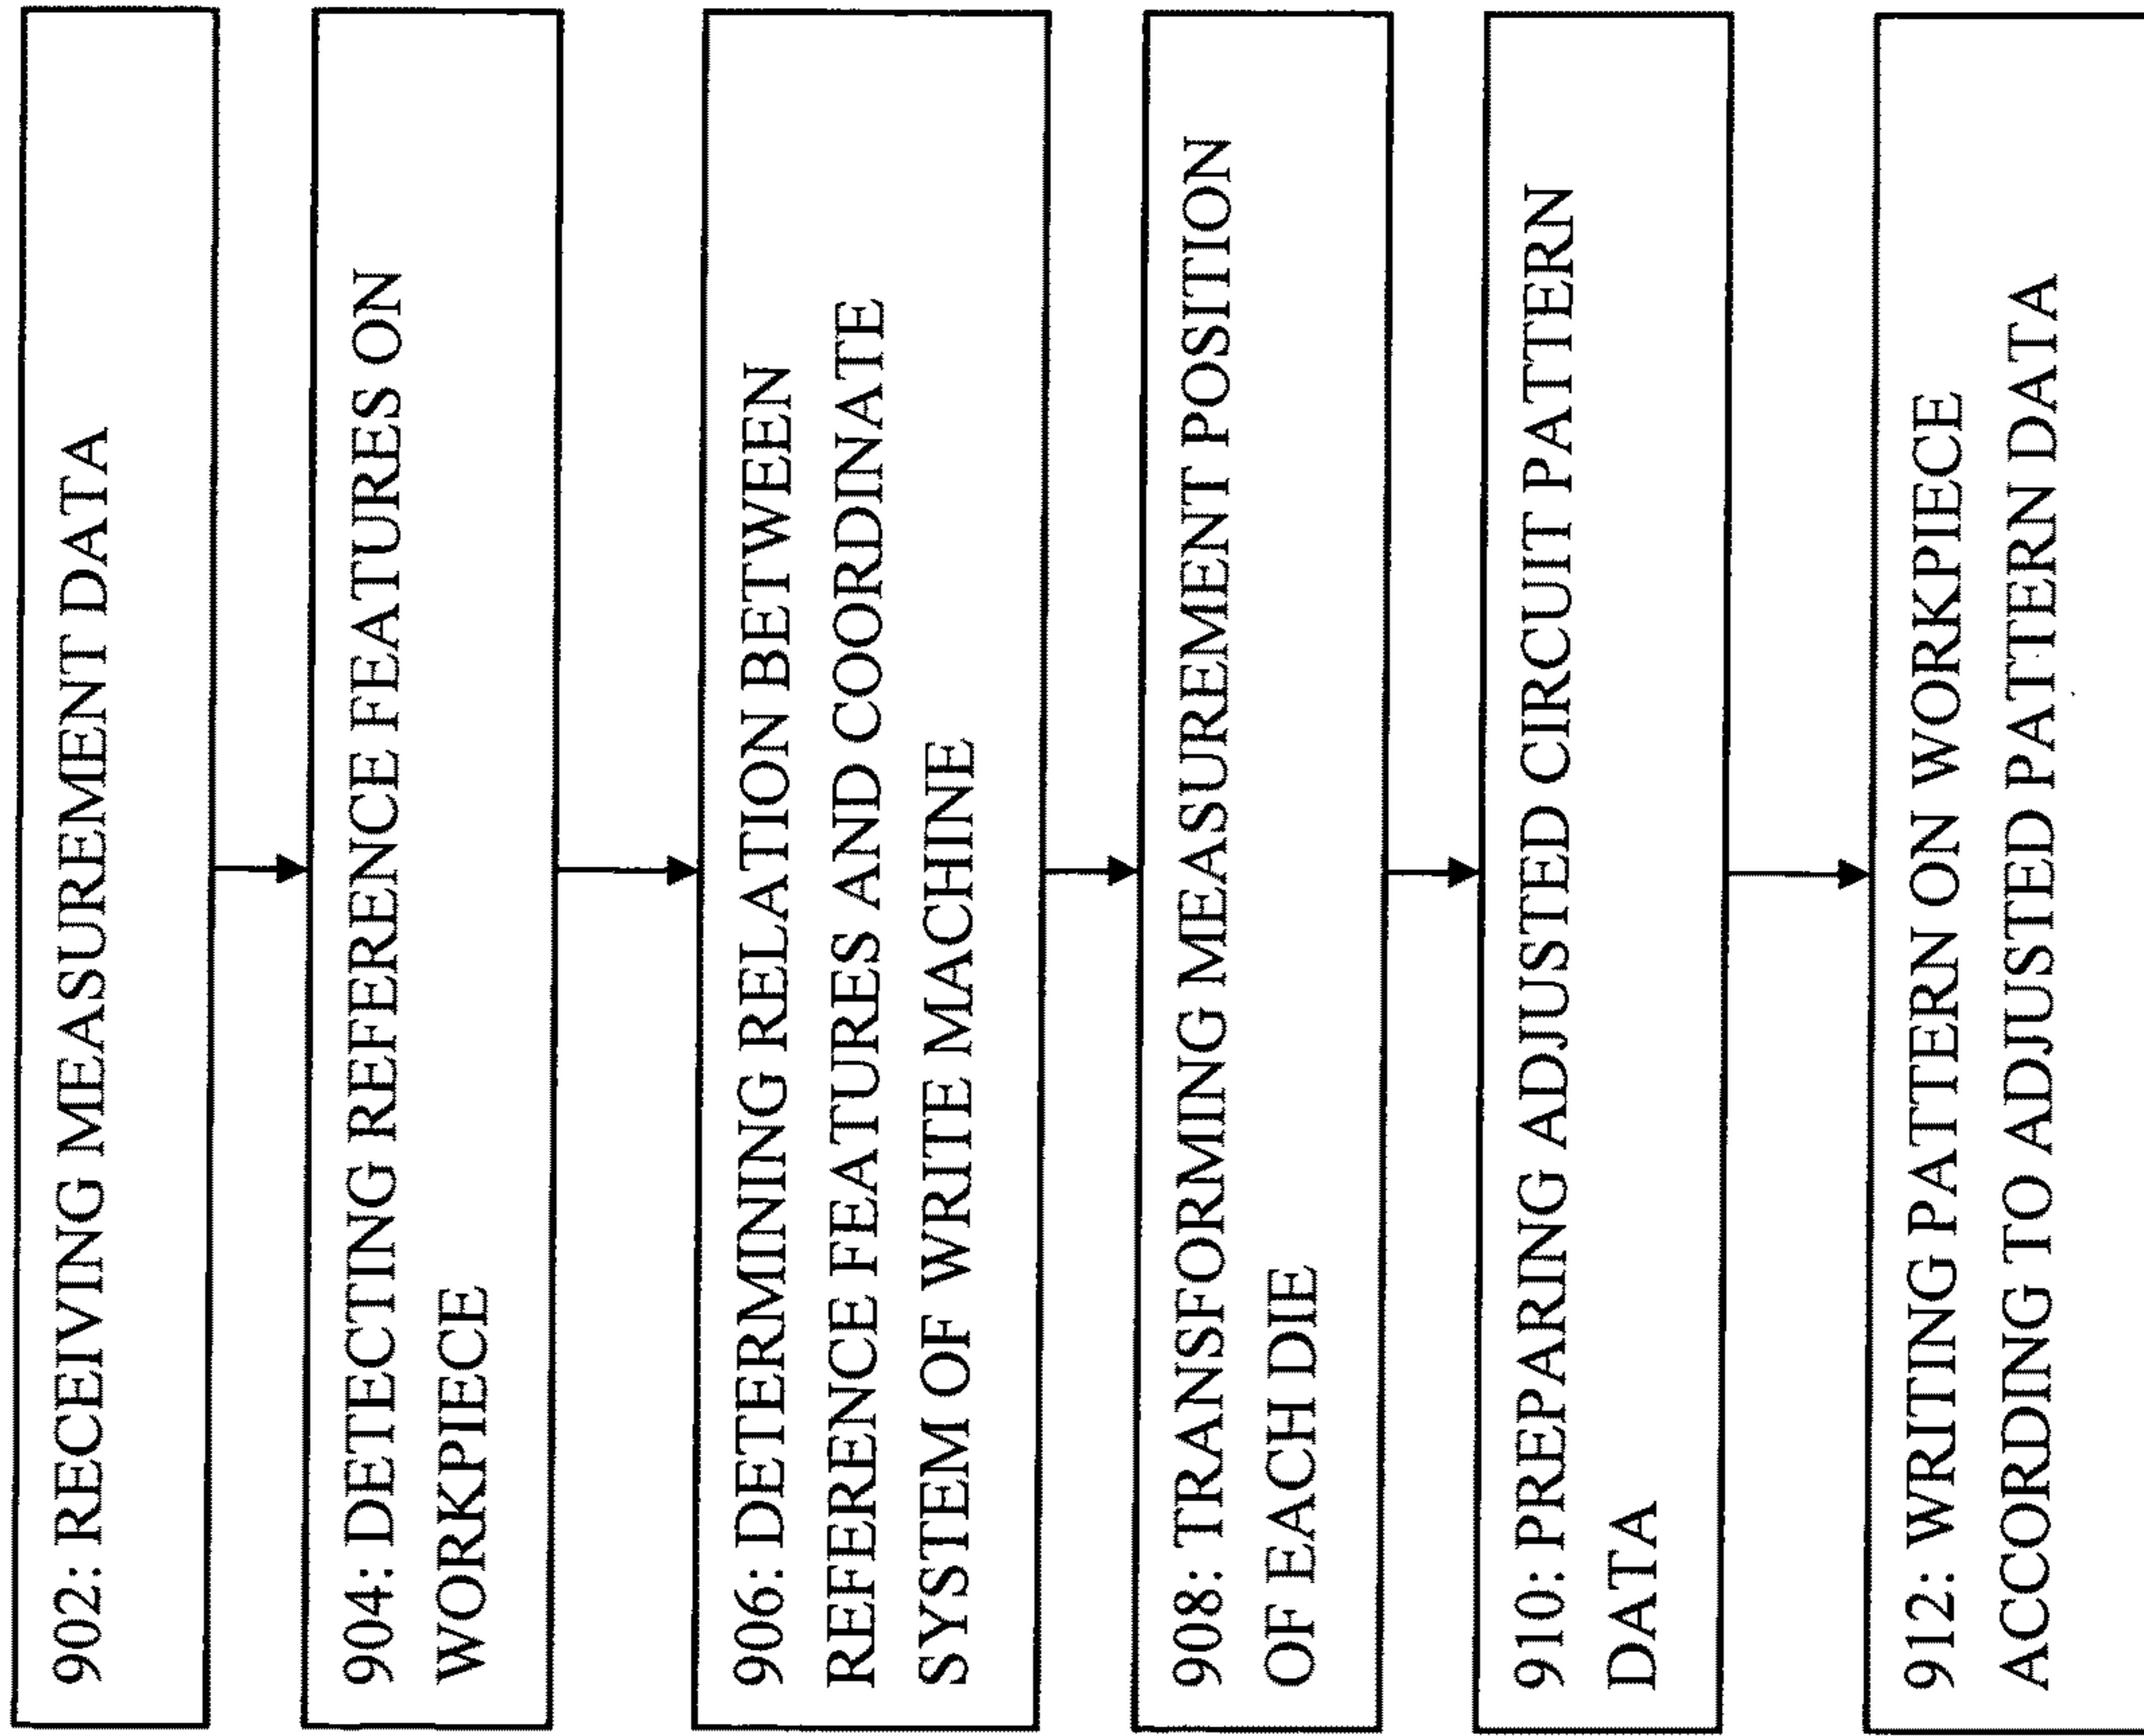 902: RECEIVING MEASUREMENT DATA
904: DETECTING REFERENCE FEATURES ON
WORKPIECE
906: DETERMINING RELATION BETWEEN
REFERENCE FEATURES AND COORDINATE
SYSTEM OF WRITE MACHINE
908: TRANSFORMING MEASUREMENT POSITION
OF EACH DIE
910: PREPARING ADJUSTED CIRCUIT PATTERN
DATA
912: WRITING PATTERN ON WORKPIECE
ACCORDING TO ADJUSTED PATTERN DATA